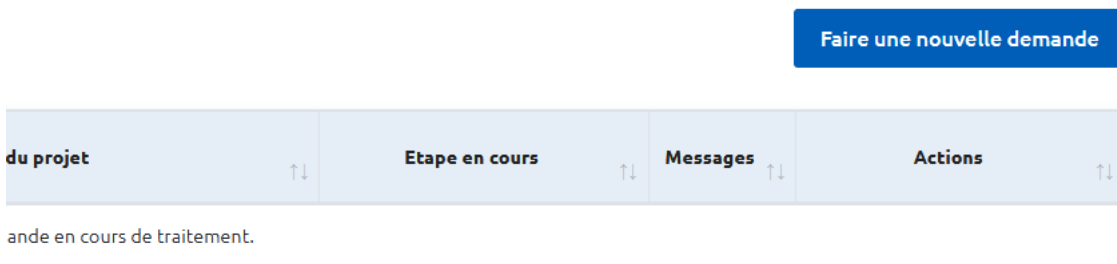 Faire une nouvelle demande
du projet Etape en cours Messages Actions
ande en cours de traitement.